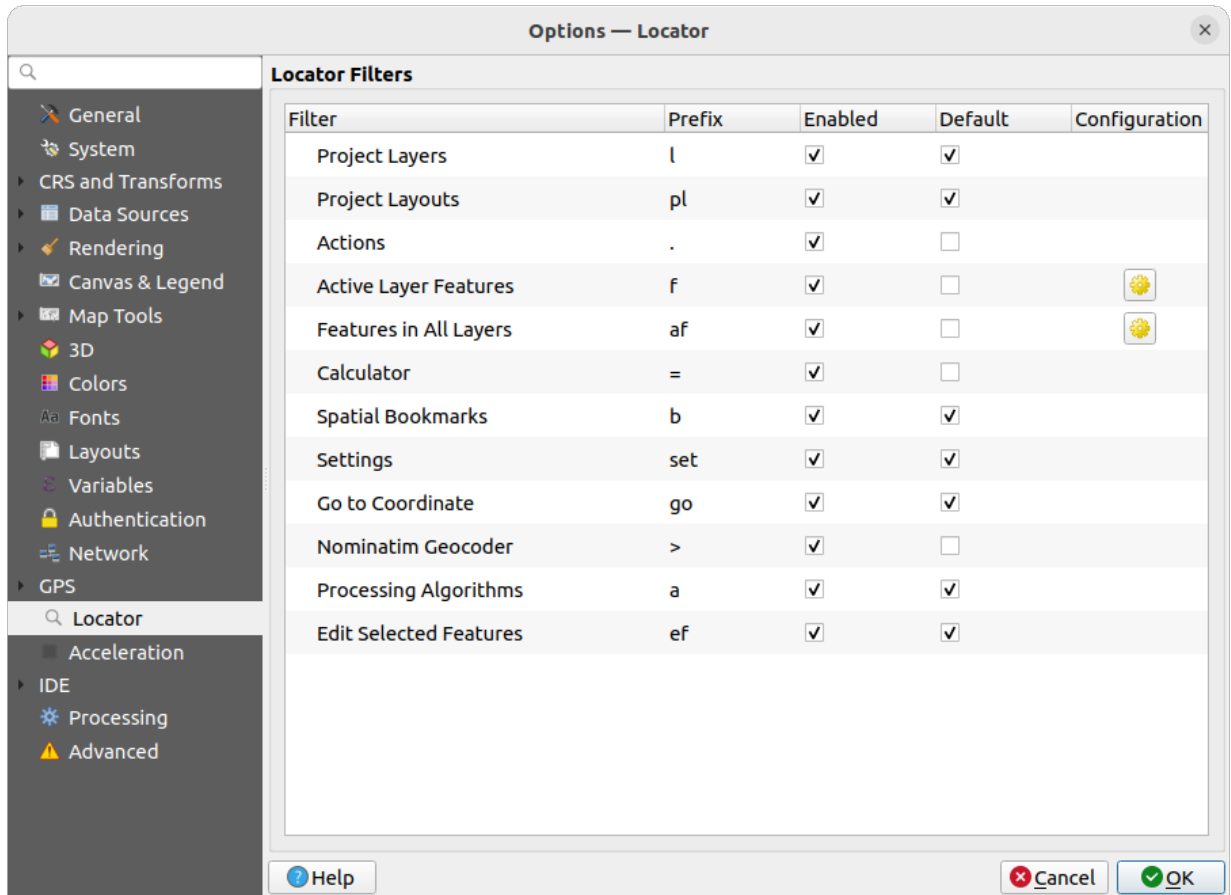 Options — Locator
Locator Filters
General
System
CRS and Transforms
Data Sources
Rendering
Canvas & Legend
Map Tools
3D
Colors
Aa Fonts
Layouts
ε Variables
Authentication
Network
GPS
Locator
Acceleration
IDE
Processing
Advanced
Filter Prefix Enabled Default Configuration
Project Layers l
Project Layouts pl
Actions .
Active Layer Features f
Features in All Layers af
Calculator =
Spatial Bookmarks b
Settings set
Go to Coordinate go
Nominatim Geocoder >
Processing Algorithms a
Edit Selected Features ef
? Help
Cancel
OK